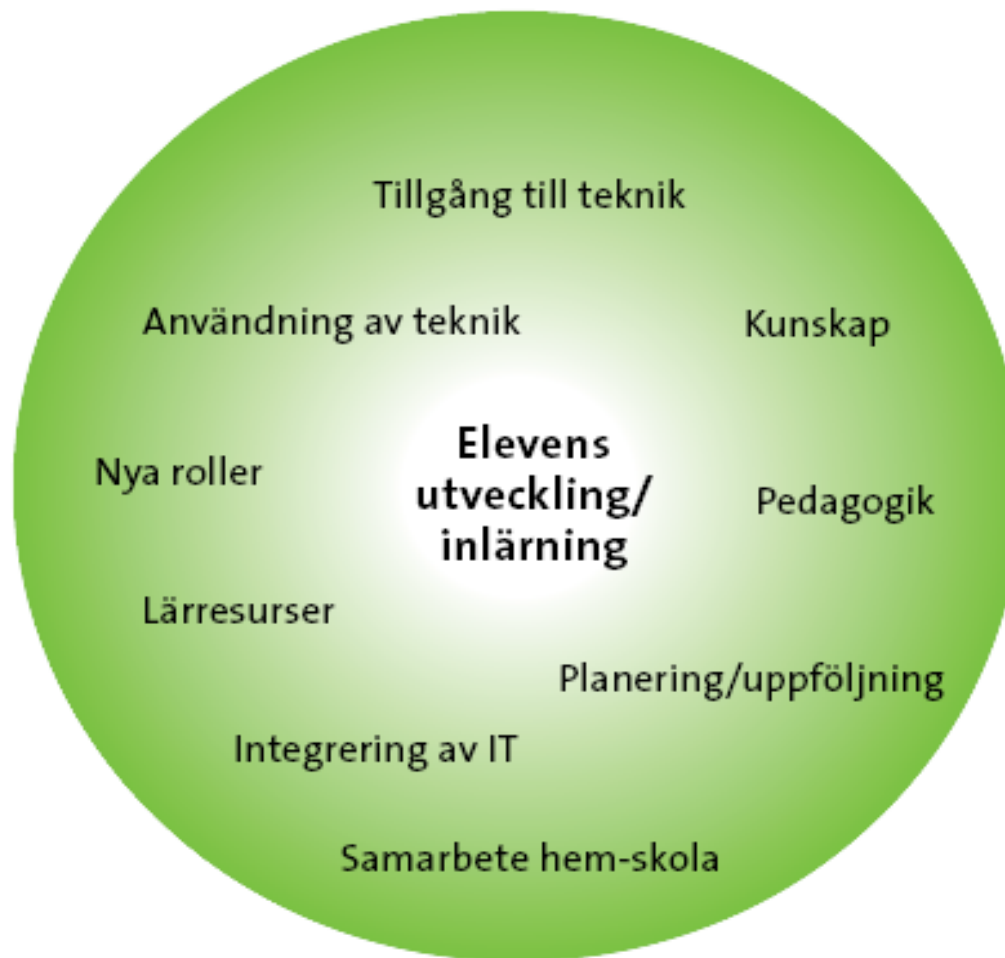 Tillgång till teknik
Användning av teknik
Kunskap
Elevens
utveckling/
inlärning
Nya roller
Pedagogik
Lärresurser
Planering/uppföljning
Integrering av IT
Samarbete hem-skola